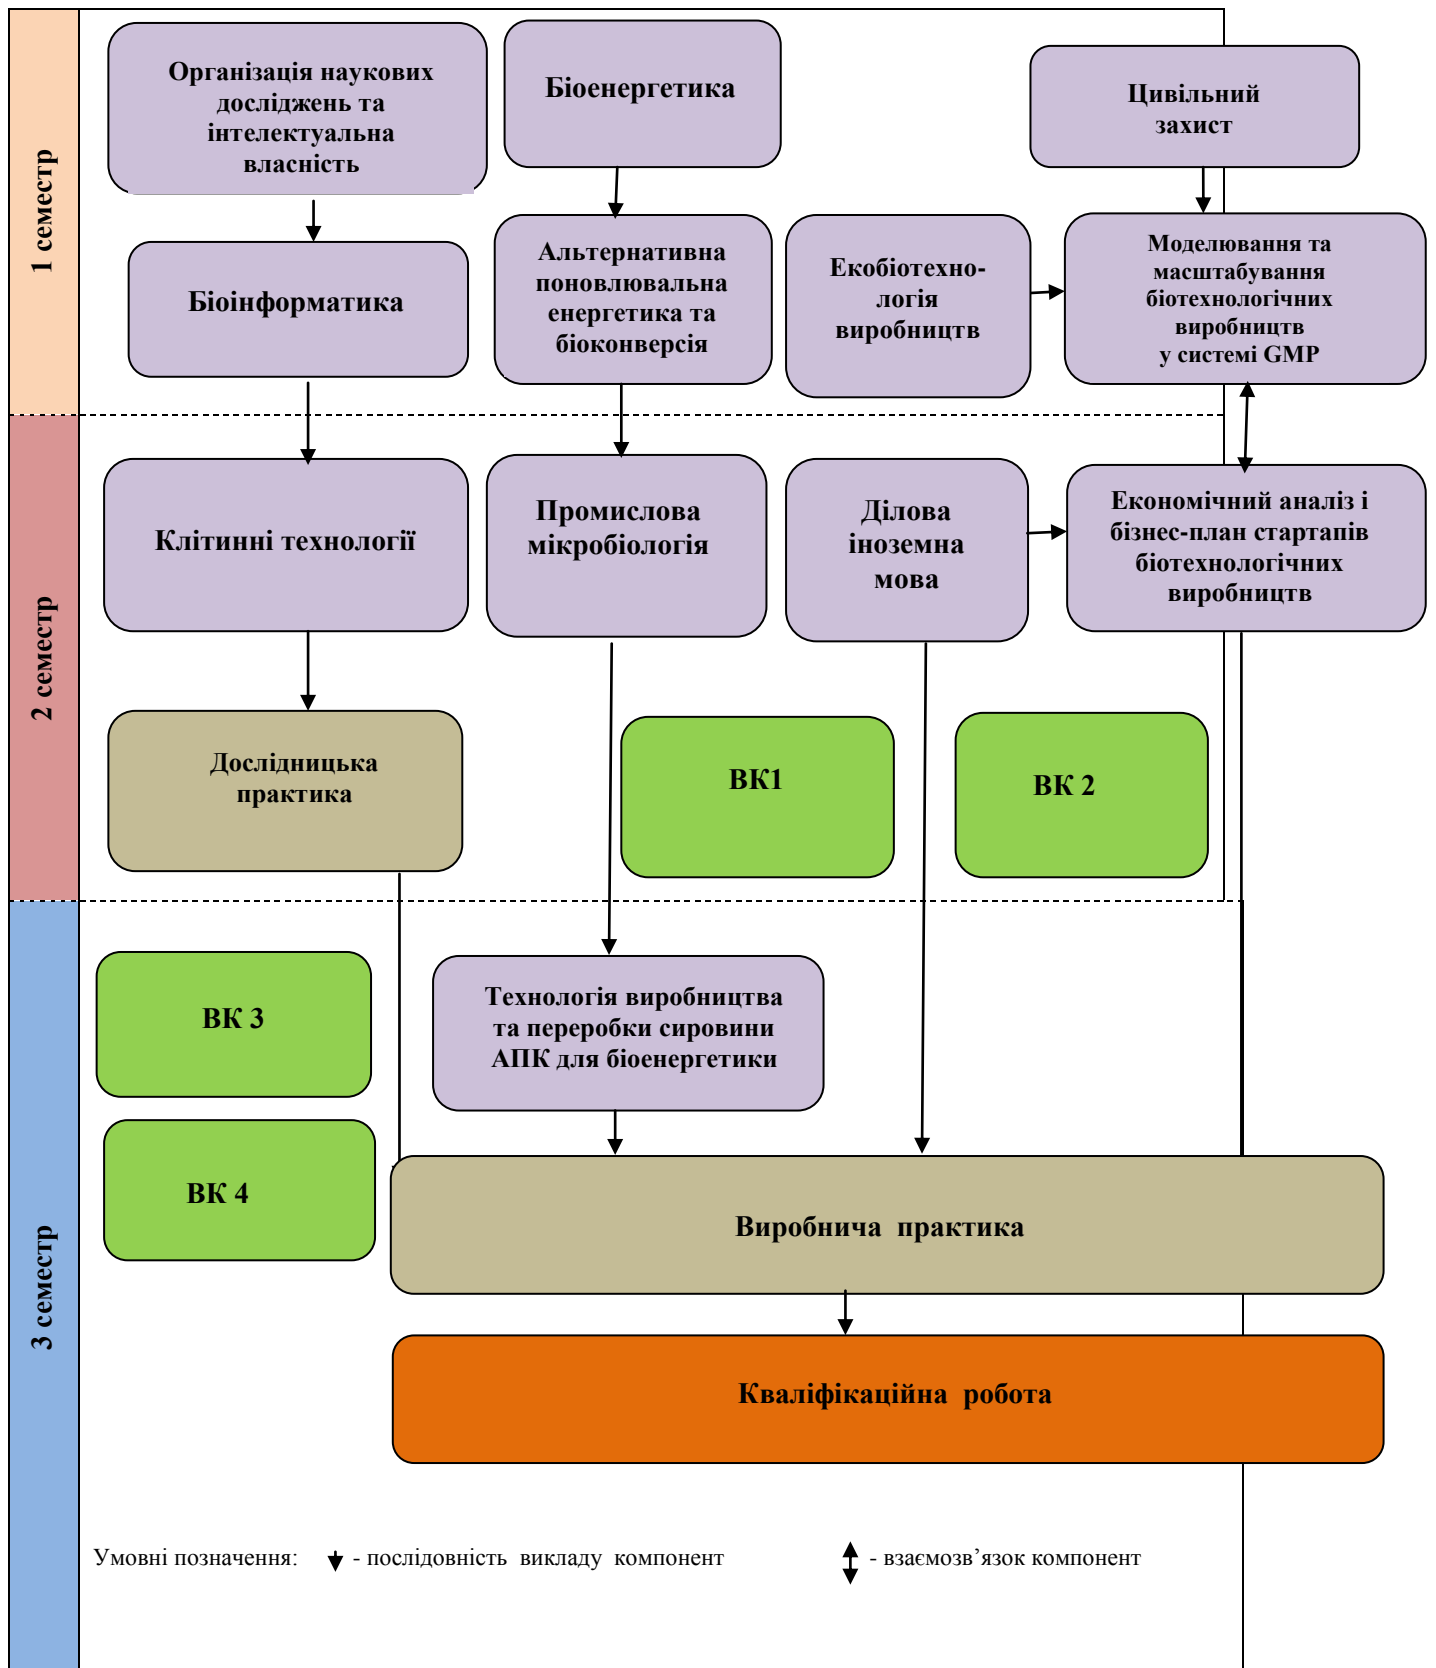 1 семестр
Організація наукових
досліджень та
інтелектуальна
власність
Біоенергетика
Цивільний
захист
Біоінформатика
Альтернативна
поновлювальна
енергетика та
біоконверсія
Екобіотехно-
логія
виробництв
Моделювання та
масштабування
біотехнологічних
виробництв
у системі GMP
2 семестр
Клітинні технології
Промислова
мікробіологія
Ділова
іноземна
мова
Економічний аналіз і
бізнес-план стартапів
біотехнологічних
виробництв
Дослідницька
практика
ВК1
ВК 2
3 семестр
ВК 3
Технологія виробництва
та переробки сировини
АПК для біоенергетики
ВК 4
Виробнича практика
Кваліфікаційна робота
Умовні позначення: - послідовність викладу компонент - взаємозв’язок компонент